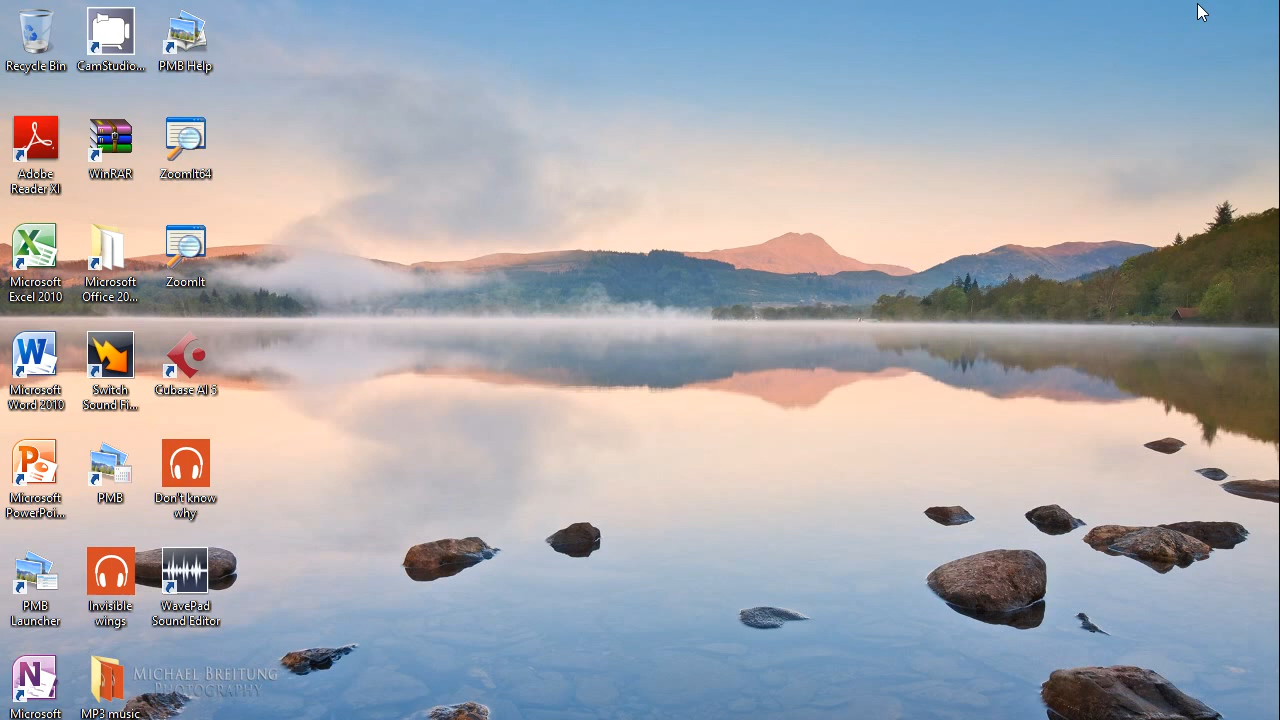 Recycle Bin
CamStudio...
PMB Help
Adobe
Reader XI
WinRAR
ZoomIt64
Microsoft
Excel 2010
Microsoft
Office 20...
ZoomIt
Microsoft
Word 2010
Switch
Sound Fi...
Cubase AI 5
Microsoft
PowerPoi...
PMB
Don't know
why
PMB
Launcher
Invisible
wings
WavePad
Sound Editor
Microsoft
MP3 music
MICHAEL BREITUNG
PHOTOGRAPHY